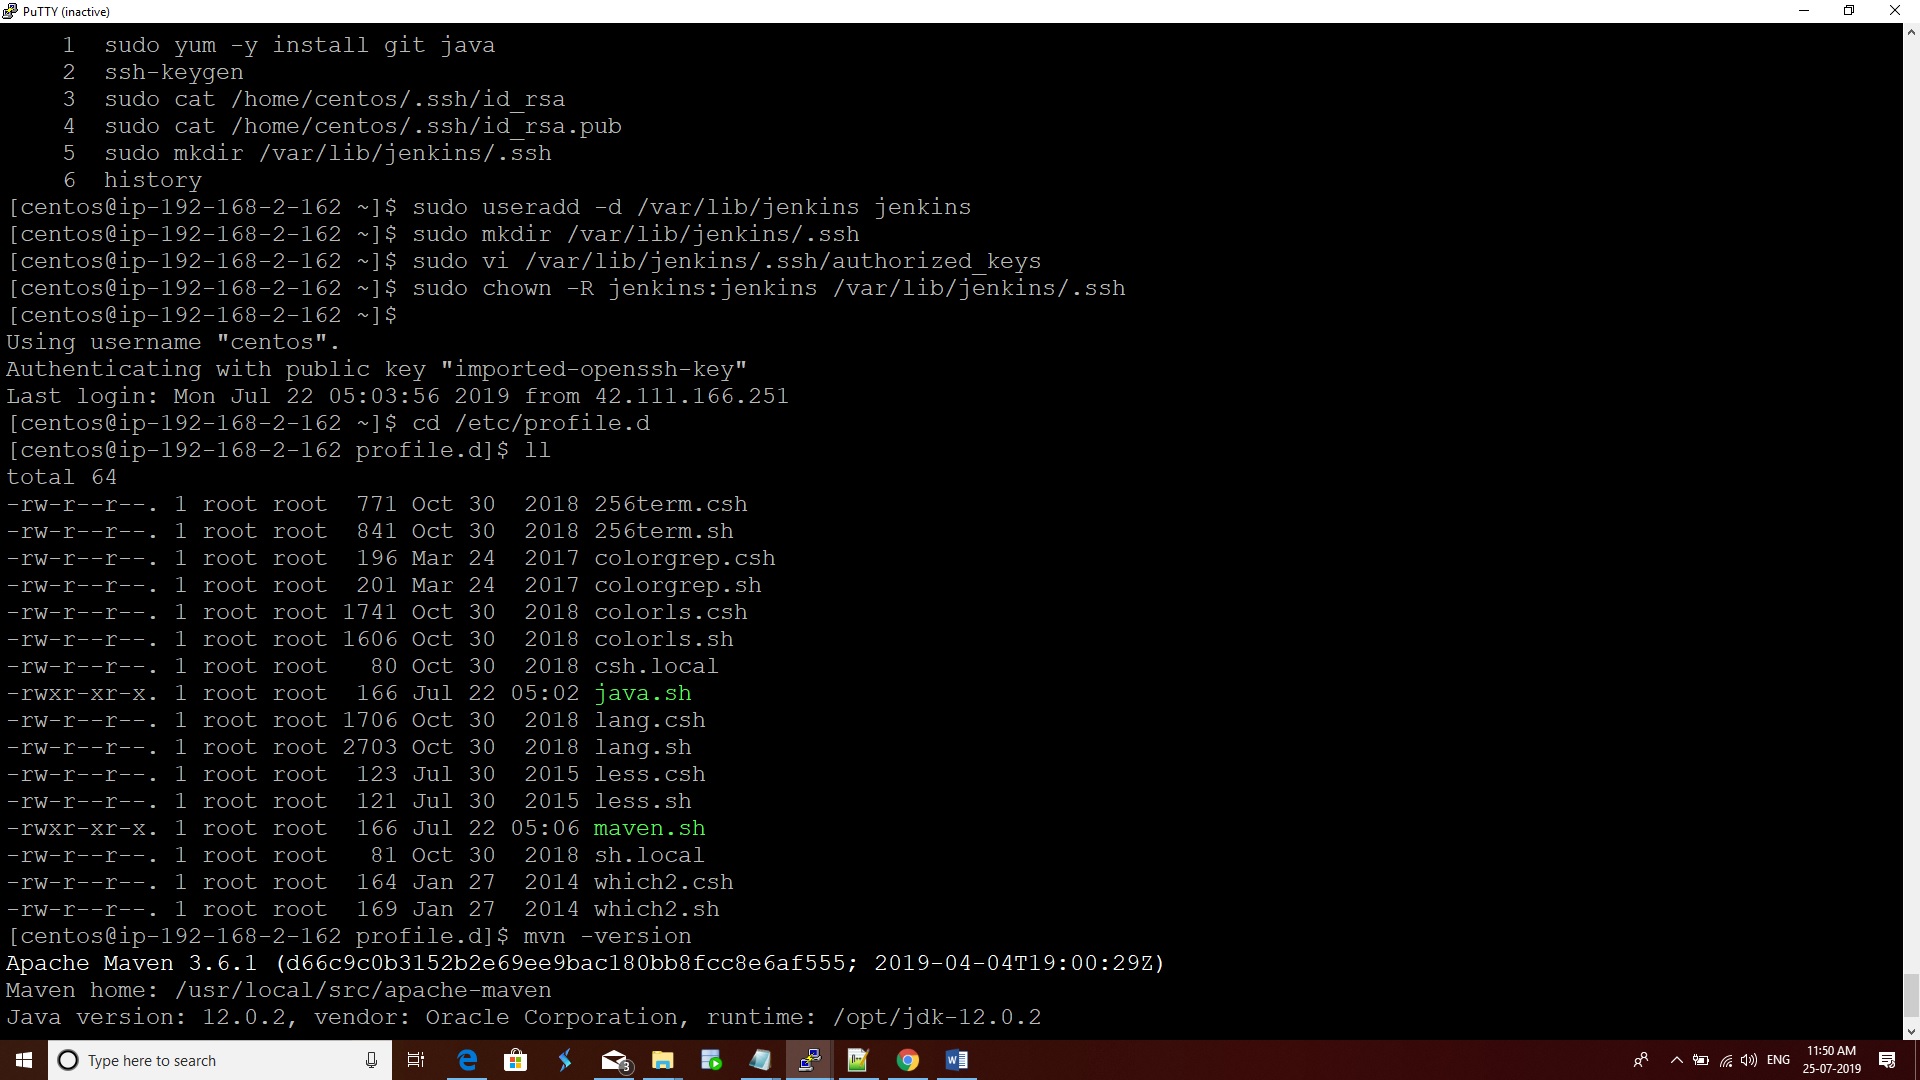 PuTTY (inactive)
1 sudo yum -y install git java
2 ssh-keygen
3 sudo cat /home/centos/.ssh/id_rsa
4 sudo cat /home/centos/.ssh/id_rsa.pub
5 sudo mkdir /var/lib/jenkins/.ssh
6 history
[centos@ip-192-168-2-162 ~]$ sudo useradd -d /var/lib/jenkins jenkins
[centos@ip-192-168-2-162 ~]$ sudo mkdir /var/lib/jenkins/.ssh
[centos@ip-192-168-2-162 ~]$ sudo vi /var/lib/jenkins/.ssh/authorized_keys
[centos@ip-192-168-2-162 ~]$ sudo chown -R jenkins:jenkins /var/lib/jenkins/.ssh
[centos@ip-192-168-2-162 ~]$
Using username "centos".
Authenticating with public key "imported-openssh-key"
Last login: Mon Jul 22 05:03:56 2019 from 42.111.166.251
[centos@ip-192-168-2-162 ~]$ cd /etc/profile.d
[centos@ip-192-168-2-162 profile.d]$ ll
total 64
-rw-r--r--. 1 root root 771 Oct 30 2018 256term.csh
-rw-r--r--. 1 root root 841 Oct 30 2018 256term.sh
-rw-r--r--. 1 root root 196 Mar 24 2017 colorgrep.csh
-rw-r--r--. 1 root root 201 Mar 24 2017 colorgrep.sh
-rw-r--r--. 1 root root 1741 Oct 30 2018 colorls.csh
-rw-r--r--. 1 root root 1606 Oct 30 2018 colorls.sh
-rw-r--r--. 1 root root 80 Oct 30 2018 csh.local
-rwxr-xr-x. 1 root root 166 Jul 22 05:02 java.sh
-rw-r--r--. 1 root root 1706 Oct 30 2018 lang.csh
-rw-r--r--. 1 root root 2703 Oct 30 2018 lang.sh
-rw-r--r--. 1 root root 123 Jul 30 2015 less.csh
-rw-r--r--. 1 root root 121 Jul 30 2015 less.sh
-rwxr-xr-x. 1 root root 166 Jul 22 05:06 maven.sh
-rw-r--r--. 1 root root 81 Oct 30 2018 sh.local
-rw-r--r--. 1 root root 164 Jan 27 2014 which2.csh
-rw-r--r--. 1 root root 169 Jan 27 2014 which2.sh
[centos@ip-192-168-2-162 profile.d]$ mvn -version
Apache Maven 3.6.1 (d66c9c0b3152b2e69ee9bac180bb8fcc8e6af555; 2019-04-04T19:00:29Z)
Maven home: /usr/local/src/apache-maven
Java version: 12.0.2, vendor: Oracle Corporation, runtime: /opt/jdk-12.0.2
Type here to search
3
ENG
11:50 AM
25-07-2019